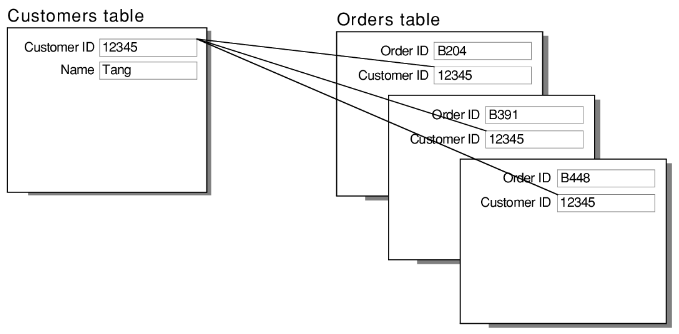 Customers table
Customer ID 12345
Name Tang
Orders table
Order ID B204
Customer ID 12345
Order ID B391
Customer ID 12345
Order ID B448
Customer ID 12345